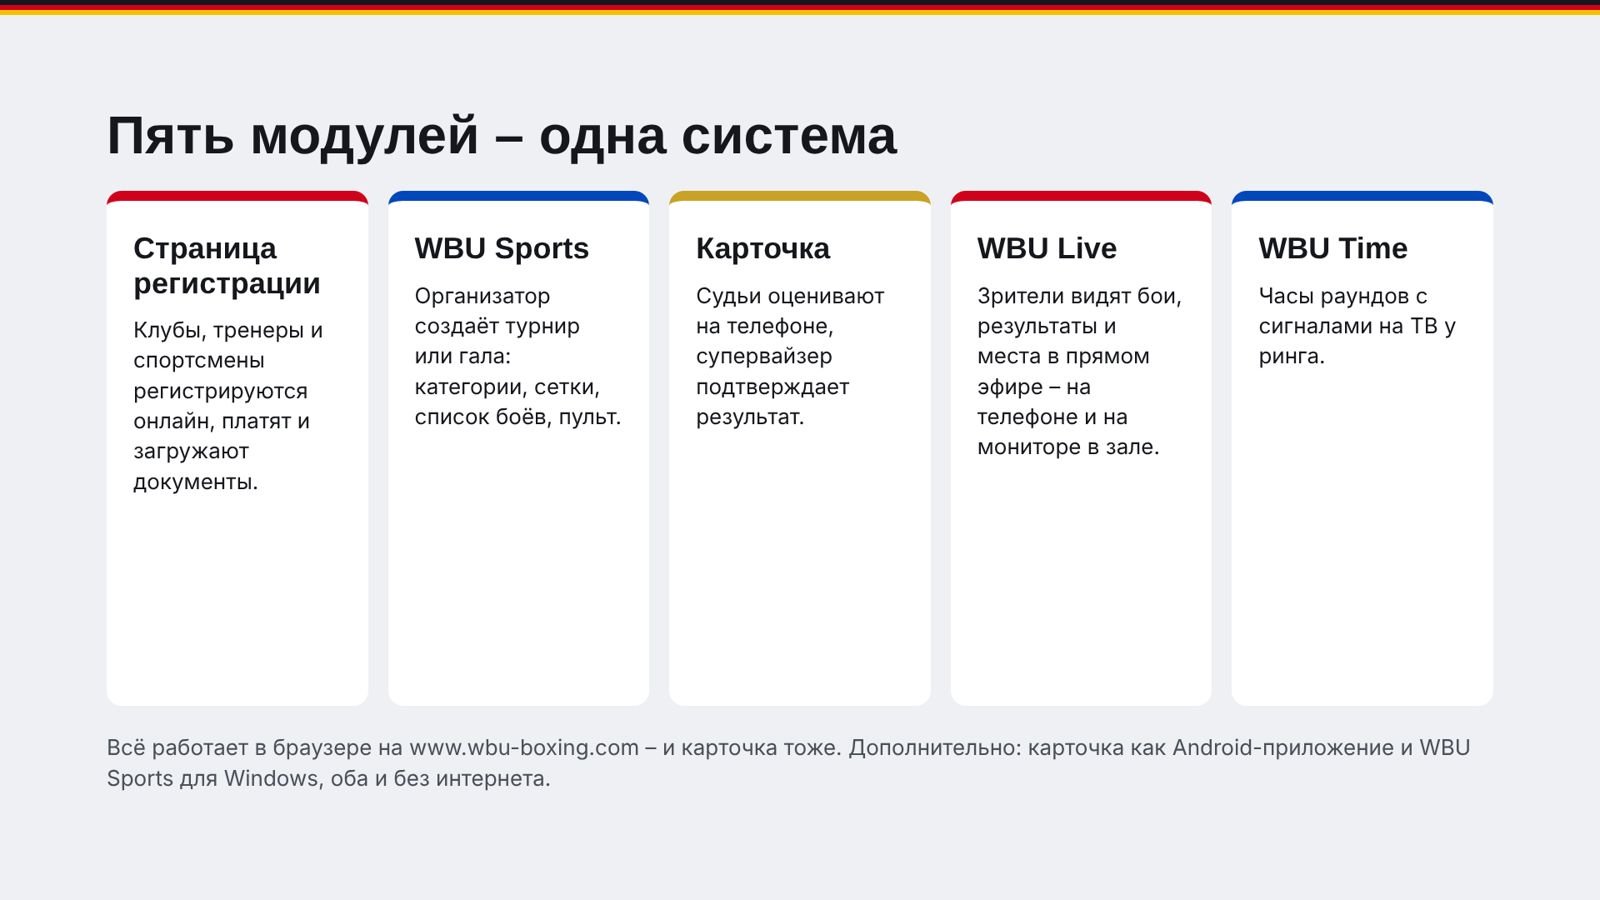 Пять модулей – одна система
Страница
регистрации
Клубы, тренеры и
спортсмены
регистрируются
онлайн, платят и
загружают
документы.
WBU Sports
Организатор
создаёт турнир
или гала:
категории, сетки,
список боёв, пульт.
Карточка
Судьи оценивают
на телефоне,
супервайзер
подтверждает
результат.
WBU Live
Зрители видят бои,
результаты и
места в прямом
эфире – на
телефоне и на
мониторе в зале.
WBU Time
Часы раундов с
сигналами на ТВ у
ринга.
Всё работает в браузере на www.wbu-boxing.com – и карточка тоже. Дополнительно: карточка как Android-приложение и WBU
Sports для Windows, оба и без интернета.